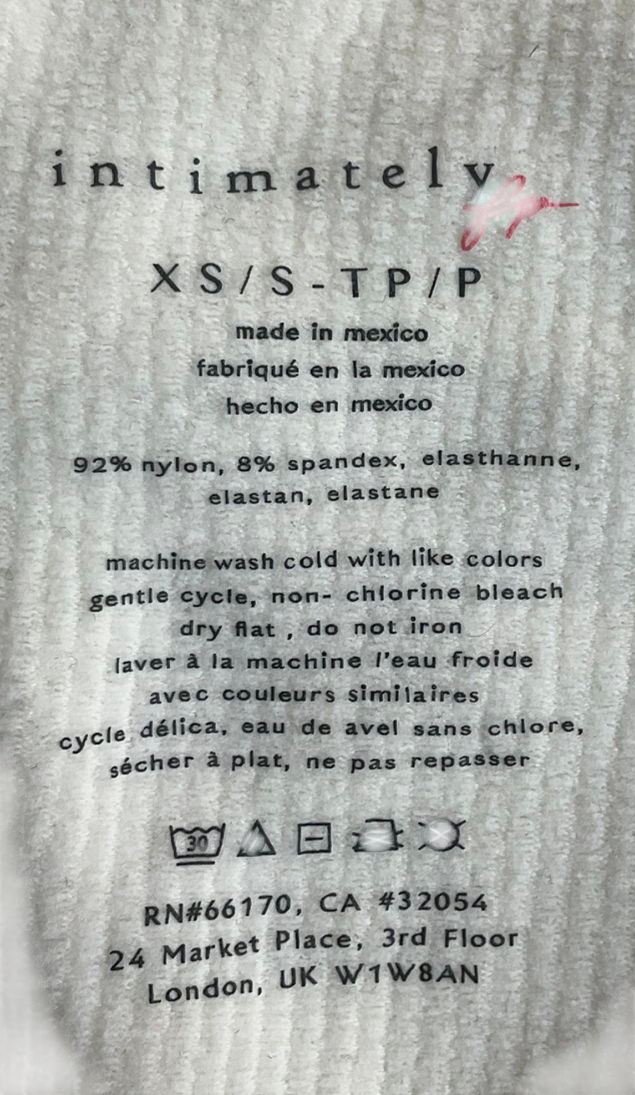 intimately
XS/S-TP/P
made in mexico
fabriqué en la mexico
hecho en mexico
92% nylon, 8% spandex, elasthanne,
elastan, elastane
machine wash cold with like colors
gentle cycle, non- chlorine bleach
dry flat , do not iron
laver à la machine l'eau froide
avec couleurs similaires
cycle délica, eau de avel sans chlore,
sécher à plat, ne pas repasser
30
RN#66170, CA #32054
24 Market Place, 3rd Floor
London, UK W1W8AN